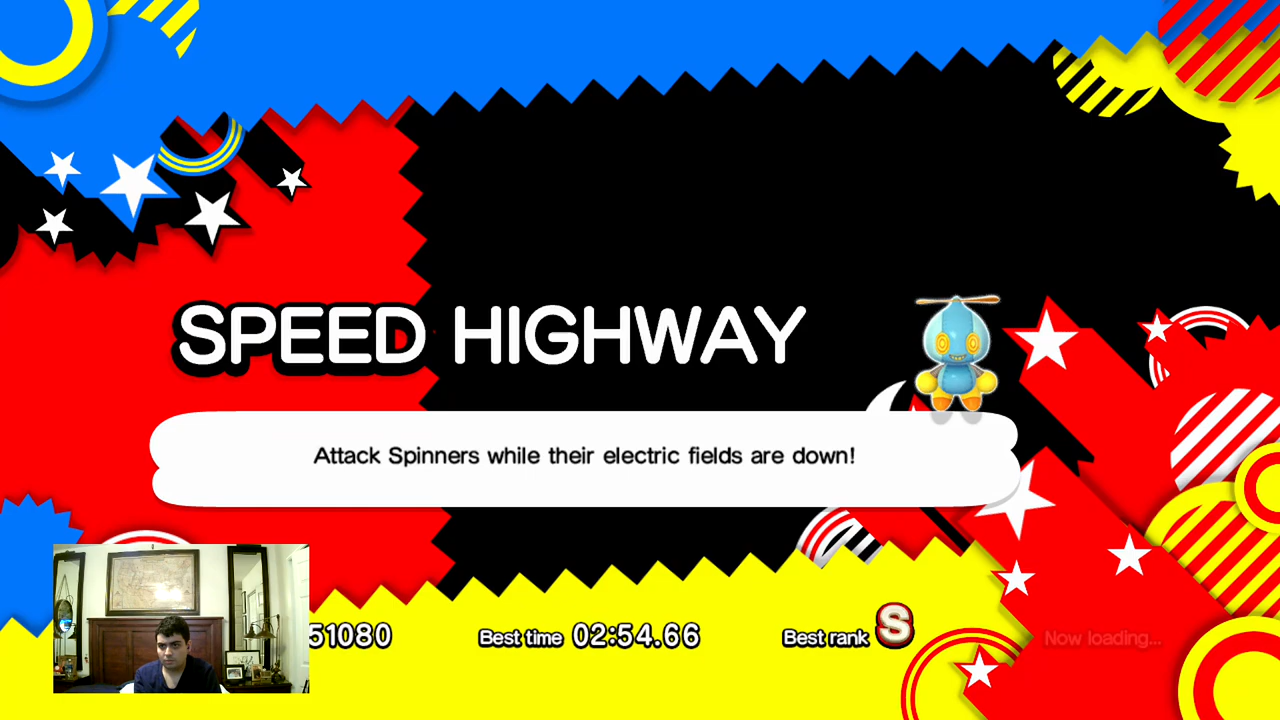 SPEED HIGHWAY
Attack Spinners while their electric fields are down!
51080 Best time 02:54.66 Best rank S Now loading...